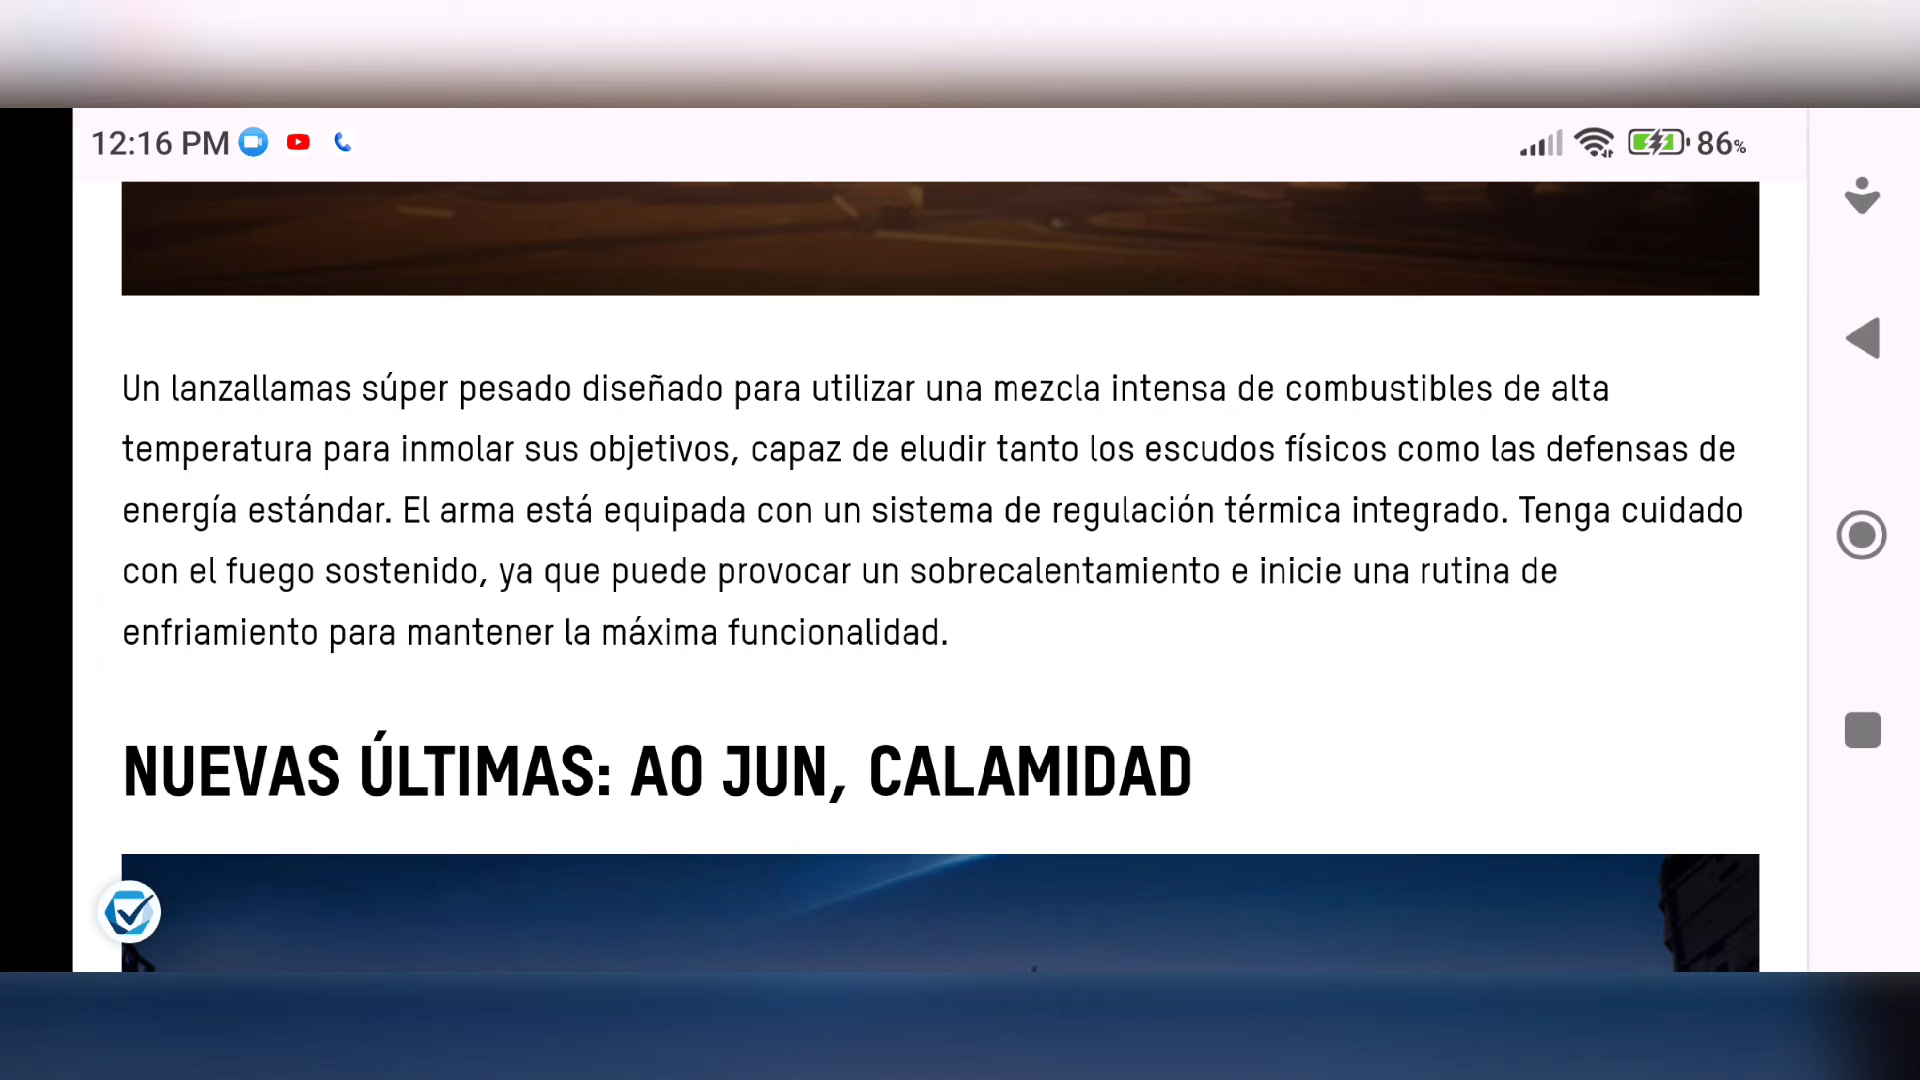 12:16 PM
86%
Un lanzallamas súper pesado diseñado para utilizar una mezcla intensa de combustibles de alta
temperatura para inmolar sus objetivos, capaz de eludir tanto los escudos físicos como las defensas de
energía estándar. El arma está equipada con un sistema de regulación térmica integrado. Tenga cuidado
con el fuego sostenido, ya que puede provocar un sobrecalentamiento e inicie una rutina de
enfriamiento para mantener la máxima funcionalidad.
NUEVAS ÚLTIMAS: AO JUN, CALAMIDAD